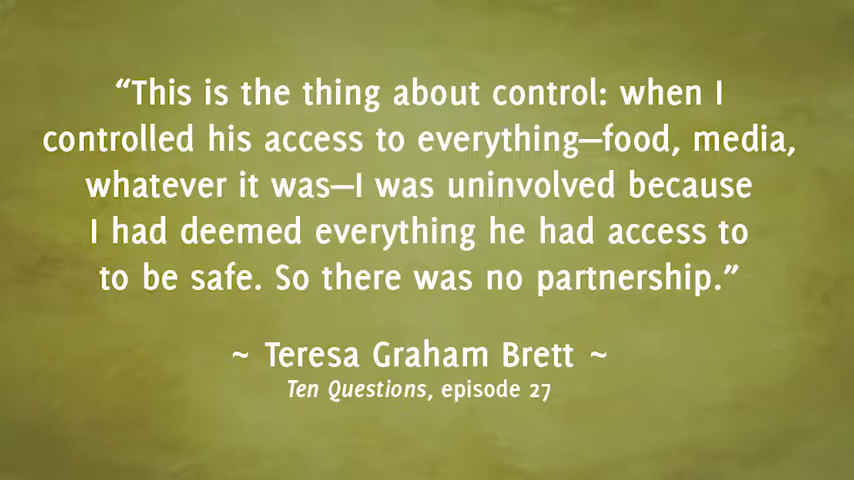 “This is the thing about control: when I
controlled his access to everything—food, media,
whatever it was—I was uninvolved because
I had deemed everything he had access to
to be safe. So there was no partnership.”
~ Teresa Graham Brett ~
Ten Questions, episode 27